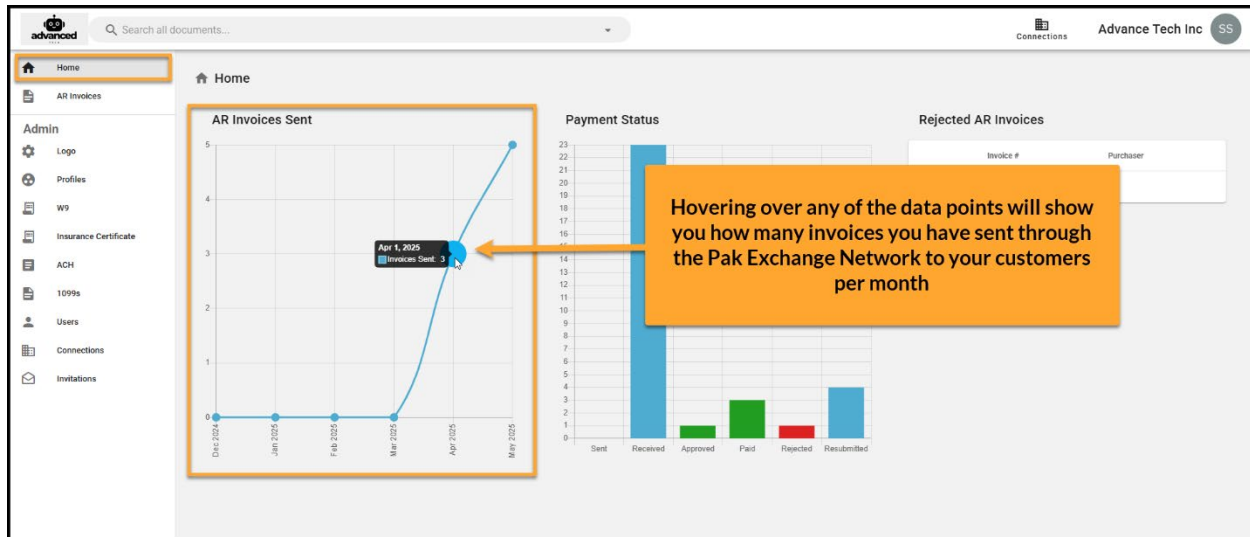 advanced
Search all documents...
Connections
Advance Tech Inc
SS
Home
AR Invoices
Admin
Logo
Profiles
W9
Insurance Certificate
ACH
1099s
Users
Connections
Invitations
Home
AR Invoices Sent
5
4
3
2
1
0
Dec 2024
Jan 2025
Feb 2025
Mar 2025
Apr 2025
May 2025
Apr 1, 2025
Invoices Sent: 3
Payment Status
23
22
21
20
19
18
17
16
14
13
12
11
10
9
8
7
6
5
4
3
2
1
0
Sent
Received
Approved
Paid
Rejected
Resubmitted
Hovering over any of the data points will show
you how many invoices you have sent through
the Pak Exchange Network to your customers
per month
Rejected AR Invoices
Invoice #
Purchaser